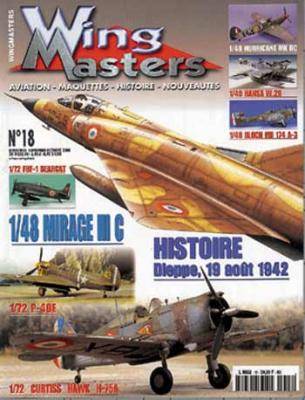 WINGMASTERS
Wing
Masters
AVIATION - MAQUETTES - HISTOIRE - NOUVEAUTES
1/48 HURRICANE MK IIC
1/48 HANSA W.29
1/48 BLOCH MB 174 A-3
N°18
1/72 F8F-1 BEARCAT
1/48 MIRAGE III C
HISTOIRE
Dieppe, 19 août 1942
1/72 P-40E
1/72 CURTISS HAWK H-75A